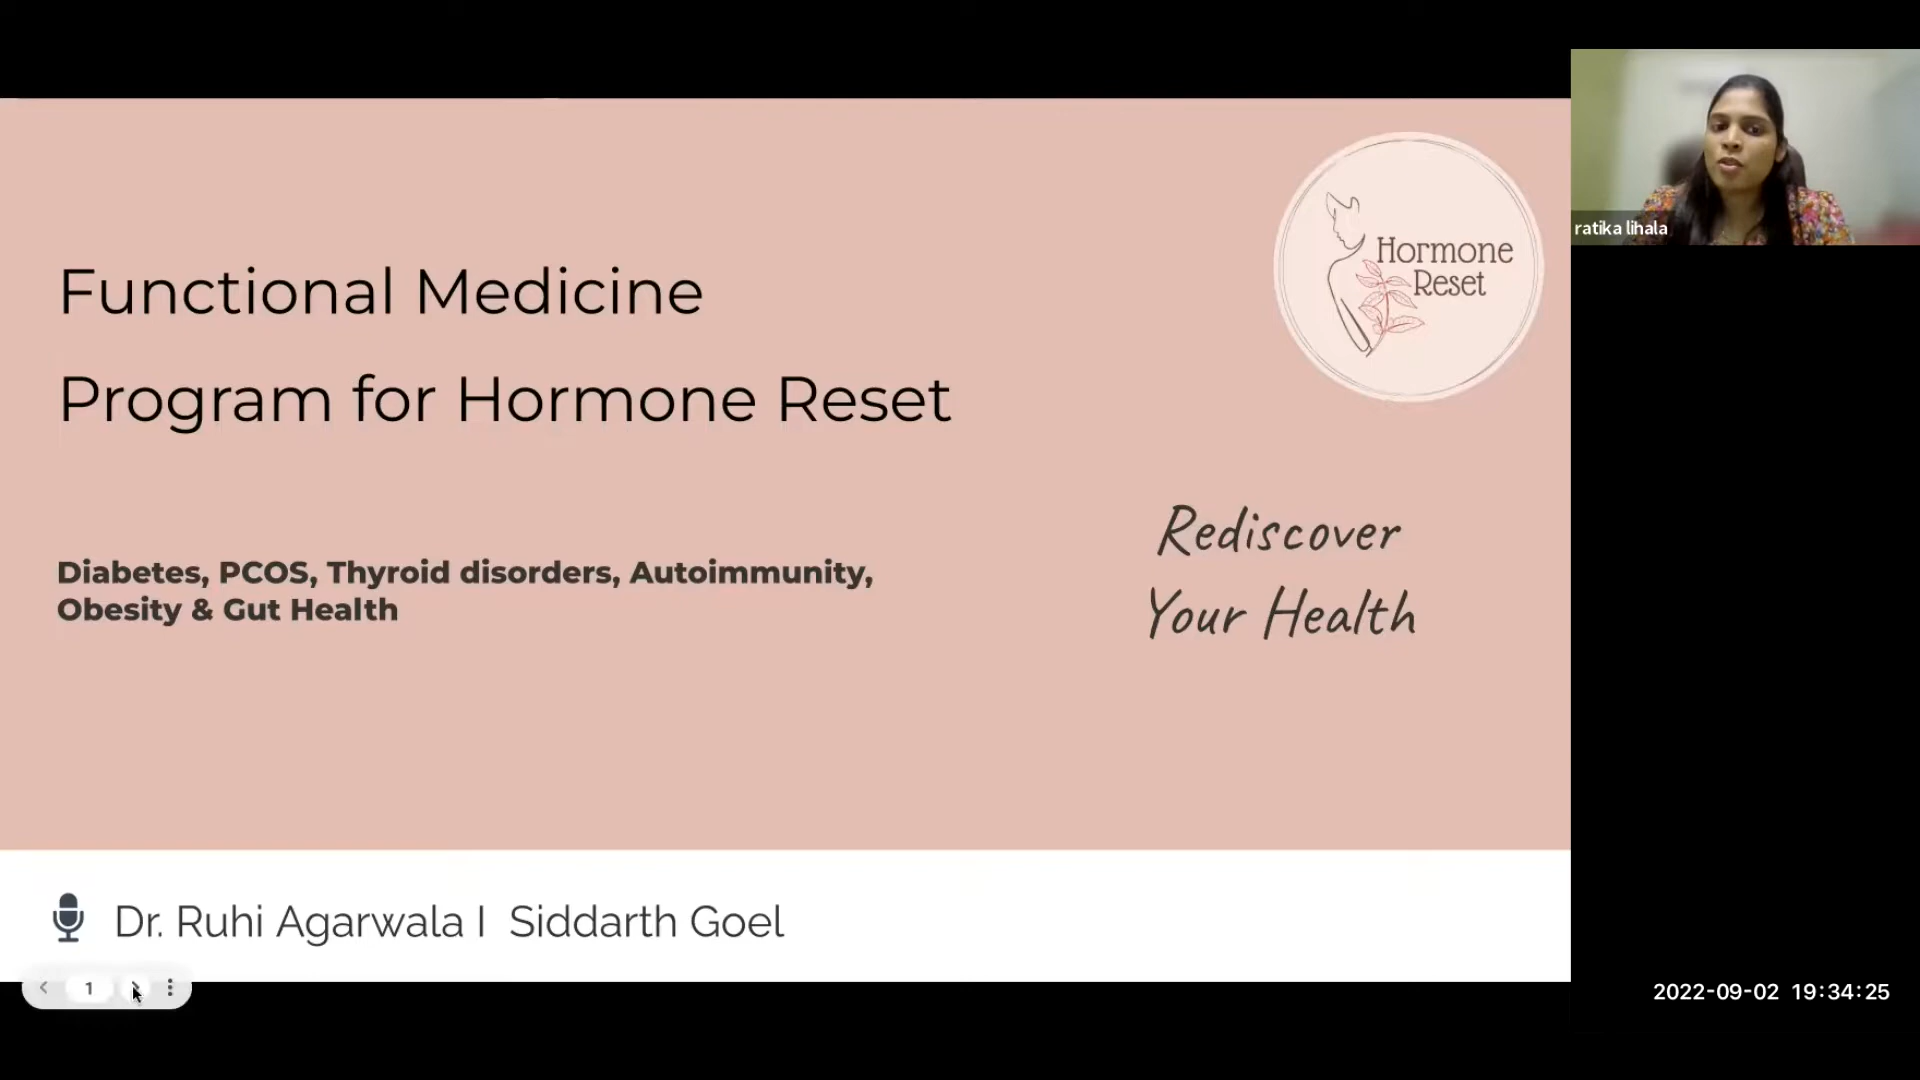 Functional Medicine
Program for Hormone Reset
Diabetes, PCOS, Thyroid disorders, Autoimmunity,
Obesity & Gut Health
Hormone
Reset
Rediscover
Your Health
Dr. Ruhi Agarwala I Siddarth Goel
1
ratika lihala
2022-09-02 19:34:25